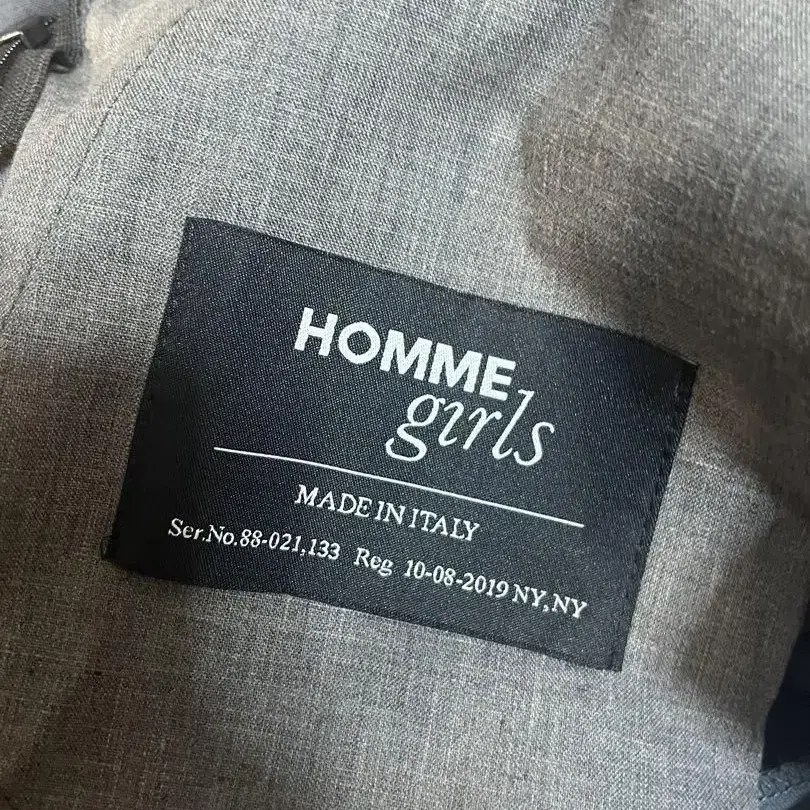 HOMME
girls
MADE IN ITALY
Ser.No.88-021,133 Reg 10-08-2019 NY,NY